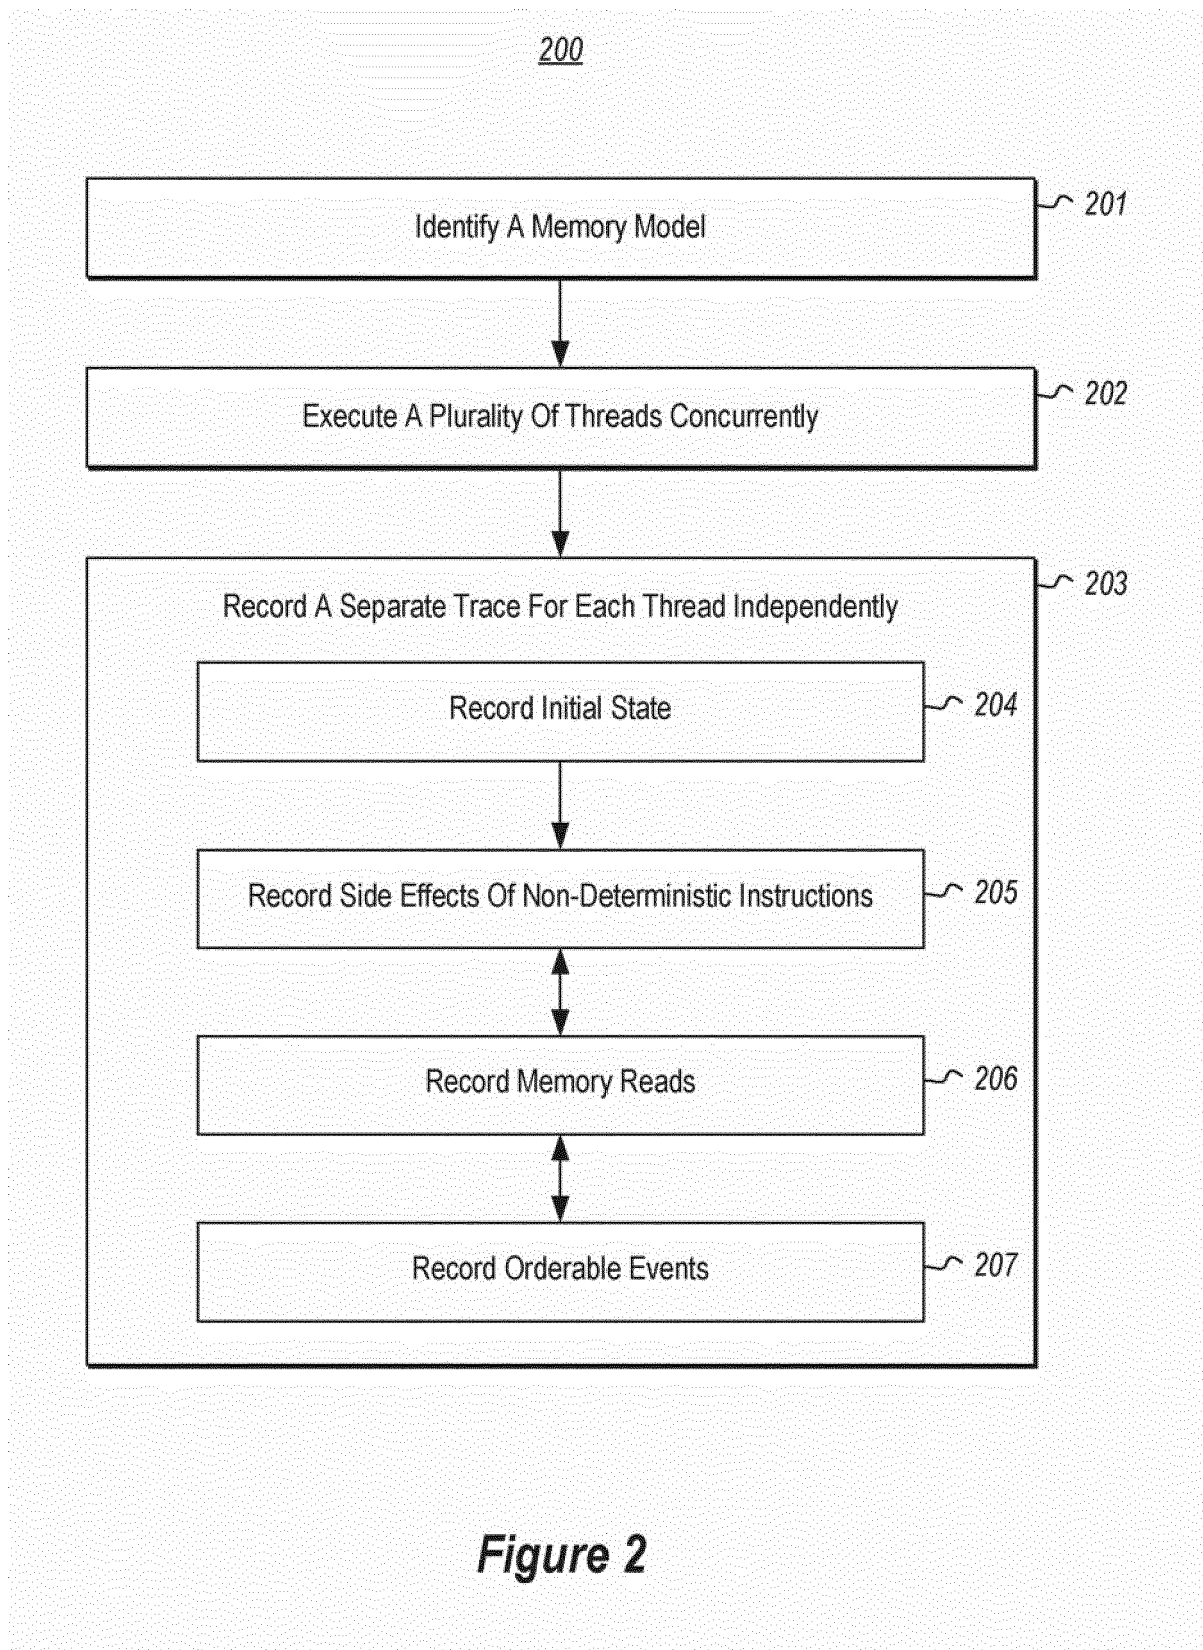 200
Identify A Memory Model
201
Execute A Plurality Of Threads Concurrently
202
Record A Separate Trace For Each Thread Independently
203
Record Initial State
204
Record Side Effects Of Non-Deterministic Instructions
205
Record Memory Reads
206
Record Orderable Events
207
Figure 2